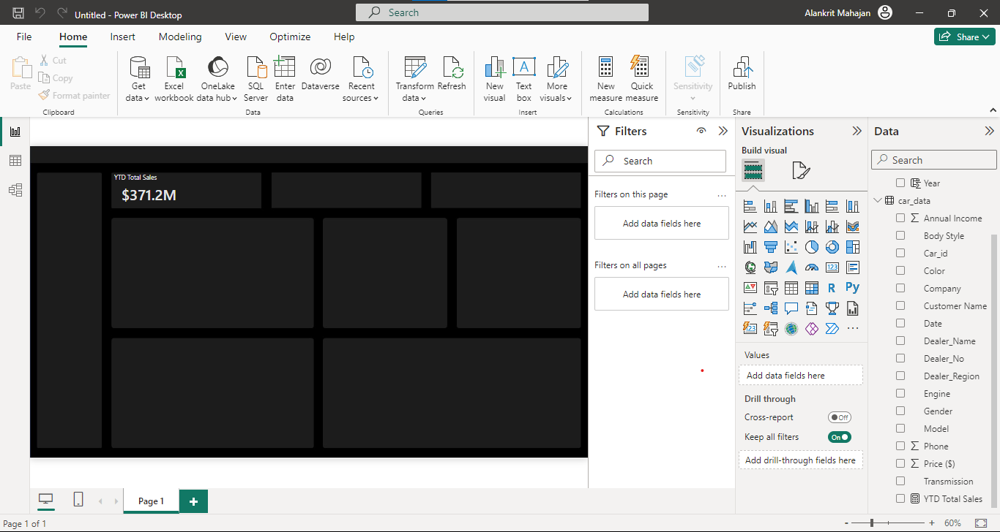 Untitled - Power BI Desktop
Search
Alankrit Mahajan
File Home Insert Modeling View Optimize Help
Share
Paste
Cut
Copy
Format painter
Clipboard
Get data
Excel workbook
OneLake data hub
SQL Server
Enter data
Dataverse
Recent sources
Data
Transform data
Refresh
Queries
New visual
Text box
More visuals
Insert
New measure
Quick measure
Calculations
Sensitivity
Sensitivity
Publish
Share
YTD Total Sales
$371.2M
Filters
Search
Filters on this page
Add data fields here
Filters on all pages
Add data fields here
Visualizations
Build visual
123
R
Py
123
Values
Add data fields here
Drill through
Cross-report
Off
Keep all filters
On
Add drill-through fields here
Data
Search
Year
car_data
Annual Income
Body Style
Car_id
Color
Company
Customer Name
Date
Dealer_Name
Dealer_No
Dealer_Region
Engine
Gender
Model
Phone
Price ($)
Transmission
YTD Total Sales
Page 1
Page 1 of 1
- + 60%